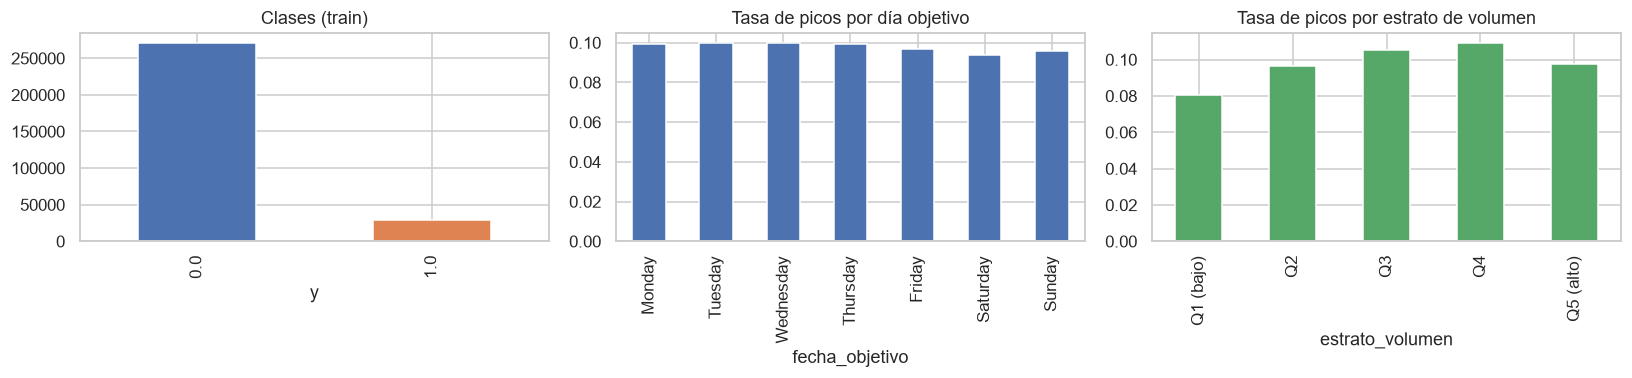 Clases (train)
250000
200000
150000
100000
50000
0
0.0
1.0
y
Tasa de picos por día objetivo
0.10
0.08
0.06
0.04
0.02
0.00
Monday
Tuesday
Wednesday
Thursday
Friday
Saturday
Sunday
fecha_objetivo
Tasa de picos por estrato de volumen
0.10
0.08
0.06
0.04
0.02
0.00
Q1 (bajo)
Q2
Q3
Q4
Q5 (alto)
estrato_volumen